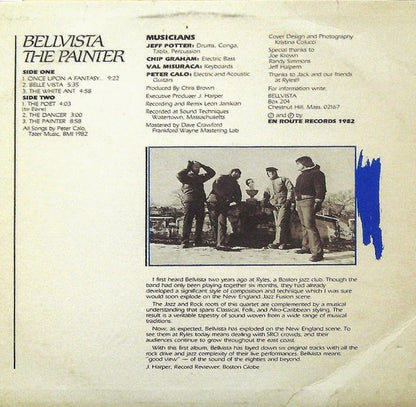 BELLVISTA
THE PAINTER
SIDE ONE
1. ONCE UPON A FANTASY... 9:22
2. BELLE VISTA 5:35
3. THE WHITE ANT 4:58
SIDE TWO
1. THE POET 4:03
(for Elaine)
2. THE DANCER 3:00
3. THE PAINTER 8:58
All Songs by Peter Calo,
Tater Music, BMI 1982
MUSICIANS
JEFF POTTER: Drums, Conga,
Tabla, Percussion
CHIP GRAHAM: Electric Bass
VAL MISURACA: Keyboards
PETER CALO: Electric and Acoustic
Guitars
Produced by Chris Brown
Executive Producer J. Harper
Recording and Remix Leon Janikian
Recorded at Sound Techniques
Watertown, Massachusetts
Mastered by Dave Crawford
Frankford Wayne Mastering Lab
Cover Design and Photography
Kristina Colucci
Special thanks to
Joe Krown
Randy Simmons
Jeff Halpern
Thanks to Jack and our friends
at Ryles!!
For information write:
BELLVISTA
Box 204
Chestnut Hill, Mass. 02167
© and ℗ by
EN ROUTE RECORDS 1982
I first heard Bellvista two years ago at Ryles, a Boston jazz club. Though the
band had only been playing together six months, they had already
developed a significant style of composition and technique which I was sure
would soon explode on the New England Jazz Fusion scene.
The Jazz and Rock roots of this quartet are complemented by a musical
understanding that spans Classical, Folk, and Afro-Caribbean styling. The
result is a veritable tapestry of sound woven from a wide range of musical
traditions.
Now, as expected, Bellvista has exploded on the New England Scene. To
see them at Ryles today means dealing with SRO crowds, and their
audiences continue to grow throughout the east coast.
With this first album, Bellvista has layed down six original tracks with all the
rock drive and jazz complexity of their live performances. Bellvista means
"good view" — of the sound of the eighties and beyond.
J. Harper, Record Reviewer, Boston Globe